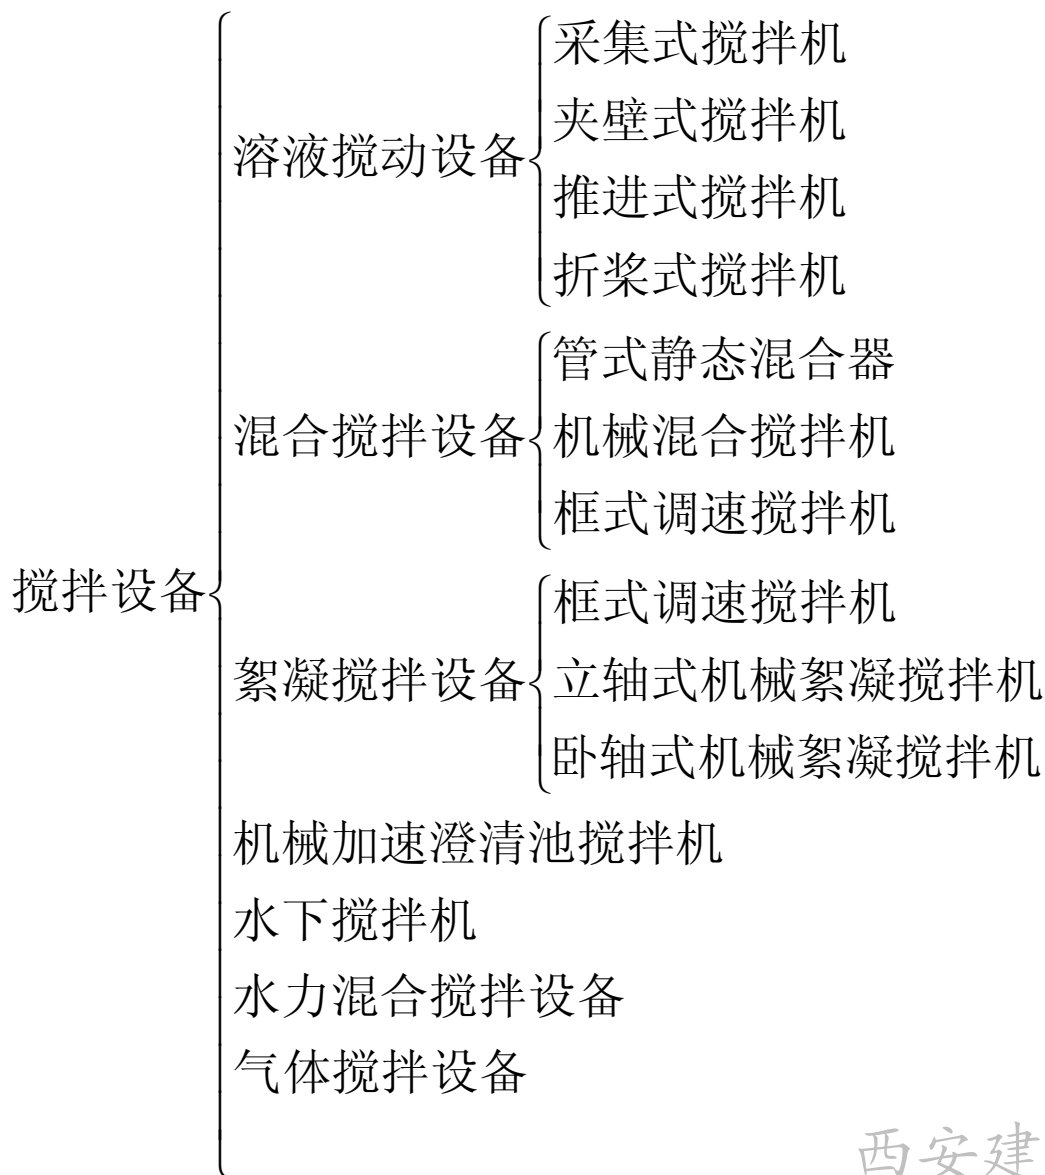 搅拌设备
溶液搅动设备
采集式搅拌机
夹壁式搅拌机
推进式搅拌机
折桨式搅拌机
混合搅拌设备
管式静态混合器
机械混合搅拌机
框式调速搅拌机
絮凝搅拌设备
框式调速搅拌机
立轴式机械絮凝搅拌机
卧轴式机械絮凝搅拌机
机械加速澄清池搅拌机
水下搅拌机
水力混合搅拌设备
气体搅拌设备
西安建